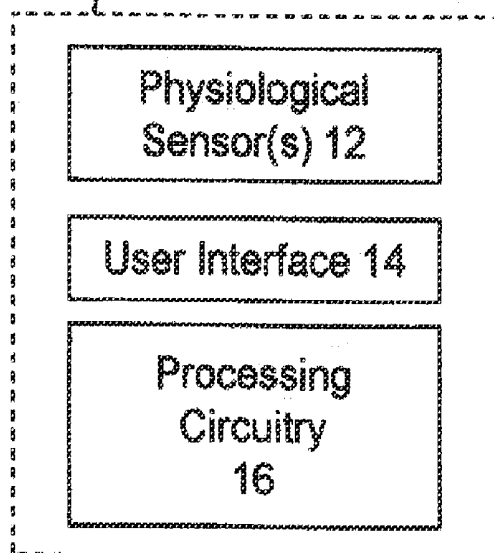 Physiological
Sensor(s) 12
User Interface 14
Processing
Circuitry
16